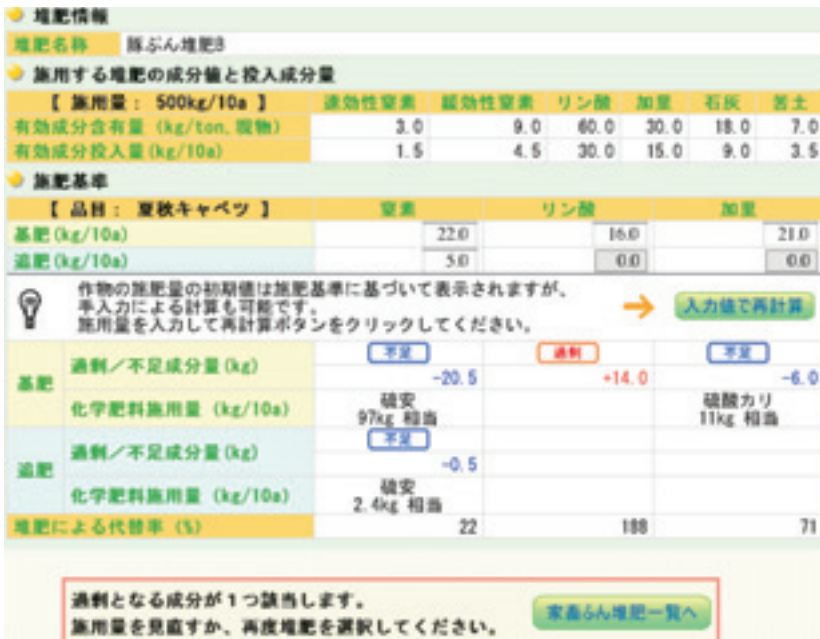 堆肥情報
堆肥名称 豚ぷん堆肥B
施用する堆肥の成分値と投入成分量
【 施用量: 500kg/10a 】 速効性窒素 緩効性窒素 リン酸 加里 石灰 苦土
有効成分含有量 (kg/ton,現物) 3.0 9.0 60.0 30.0 18.0 7.0
有効成分投入量(kg/10a) 1.5 4.5 30.0 15.0 9.0 3.5
施肥基準
【 品目: 夏秋キャベツ 】 窒素 リン酸 加里
基肥(kg/10a) 22.0 16.0 21.0
追肥(kg/10a) 5.0 0.0 0.0
作物の施肥量の初期値は施肥基準に基づいて表示されますが、
手入力による計算も可能です。
施用量を入力して再計算ボタンをクリックしてください。
入力値で再計算
基肥 過剰/不足成分量(kg) 不足 -20.5 過剰 +14.0 不足 -6.0
化学肥料施用量 (kg/10a) 硫安 97kg 相当 硫酸カリ 11kg 相当
追肥 過剰/不足成分量(kg) 不足 -0.5
化学肥料施用量 (kg/10a) 硫安 2.4kg 相当
堆肥による代替率 (%) 22 188 71
過剰となる成分が1つ該当します。
施用量を見直すか、再度堆肥を選択してください。
家畜ふん堆肥一覧へ